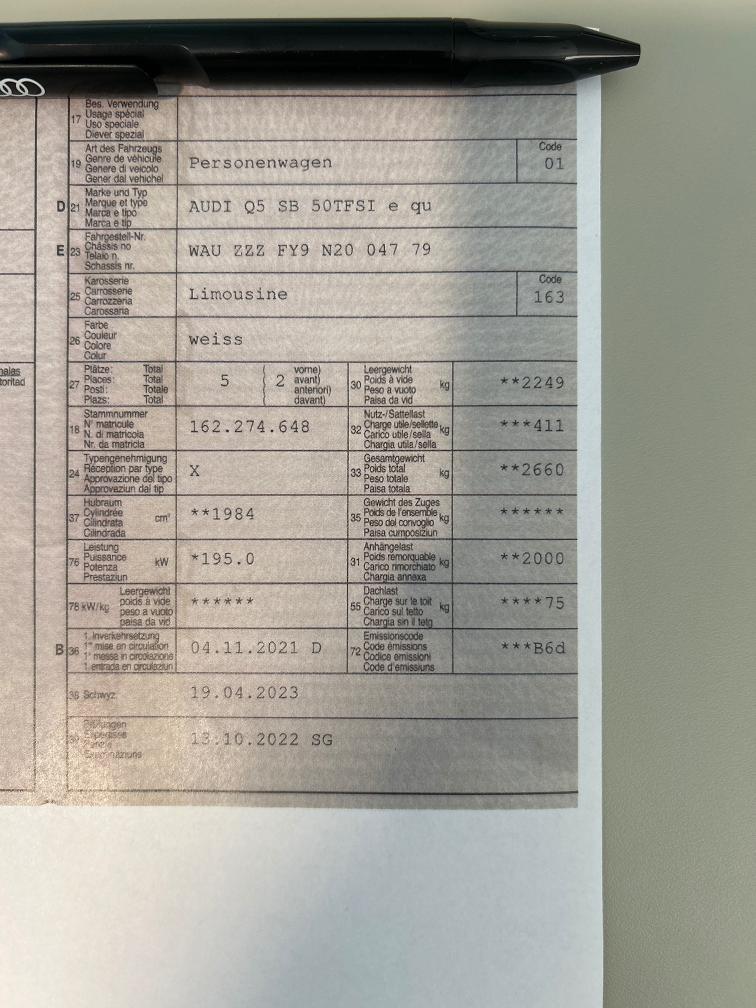 17 Bes. Verwendung
Usage spécial
Uso speciale
Diever spezial
19 Art des Fahrzeugs
Genre de véhicule
Genere di veicolo
Gener dal vehichel
Personenwagen
Code
01
D 21 Marke und Typ
Marque et type
Marca e tipo
Marca e tip
AUDI Q5 SB 50TFSI e qu
E 23 Fahrgestell-Nr.
Châssis no
Telaio n.
Schassis nr.
WAU ZZZ FY9 N20 047 79
25 Karosserie
Carrosserie
Carrozzeria
Carossaria
Limousine
Code
163
26 Farbe
Couleur
Colore
Colur
weiss
27 Plätze: Total
Places: Total
Posti: Totale
Plazs: Total
5 ( 2 vorne)
avant)
anteriori)
davant)
30 Leergewicht
Poids à vide
Peso a vuoto
Paisa da vid
kg
**2249
18 Stammnummer
N° matricule
N. di matricola
Nr. da matricla
162.274.648
32 Nutz-/Sattellast
Charge utile/sellette
Carico utile/sella
Chargia utila/sella
kg
***411
24 Typengenehmigung
Réception par type
Approvazione del tipo
Approvaziun dal tip
X
33 Gesamtgewicht
Poids total
Peso totale
Paisa totala
kg
**2660
37 Hubraum
Cylindrée
Cilindrata
Cilindrada
cm³
**1984
35 Gewicht des Zuges
Poids de l'ensemble
Peso del convoglio
Paisa cumposiziun
kg
******
76 Leistung
Puissance
Potenza
Prestaziun
kW
*195.0
31 Anhängelast
Poids remorquable
Carico rimorchiato
Chargia annexa
kg
**2000
78 kW/kg Leergewicht
poids à vide
peso a vuoto
paisa da vid
******
55 Dachlast
Charge sur le toit
Carico sul tetto
Chargia sin il tetg
kg
****75
B 36 1. Inverkehrsetzung
1re mise en circulation
1a messa in circolazione
1. entrada en circulaziun
04.11.2021 D
72 Emissionscode
Code émissions
Codice emissioni
Code d'emissiuns
***B6d
38 Schwyz
19.04.2023
39 Prüfungen
Expertises
13.10.2022 SG